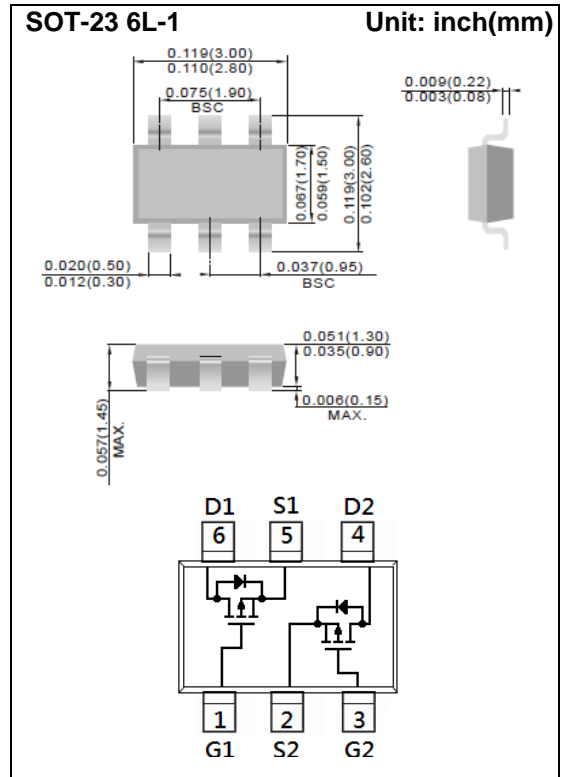 SOT-23 6L-1 Unit: inch(mm)
0.119(3.00)
0.110(2.80)
0.075(1.90)
BSC
0.009(0.22)
0.003(0.08)
0.067(1.70)
0.059(1.50)
0.119(3.00)
0.102(2.60)
0.020(0.50)
0.012(0.30)
0.037(0.95)
BSC
0.051(1.30)
0.035(0.90)
0.006(0.15)
MAX.
0.057(1.45)
MAX.
D1 S1 D2
6 5 4
1 2 3
G1 S2 G2